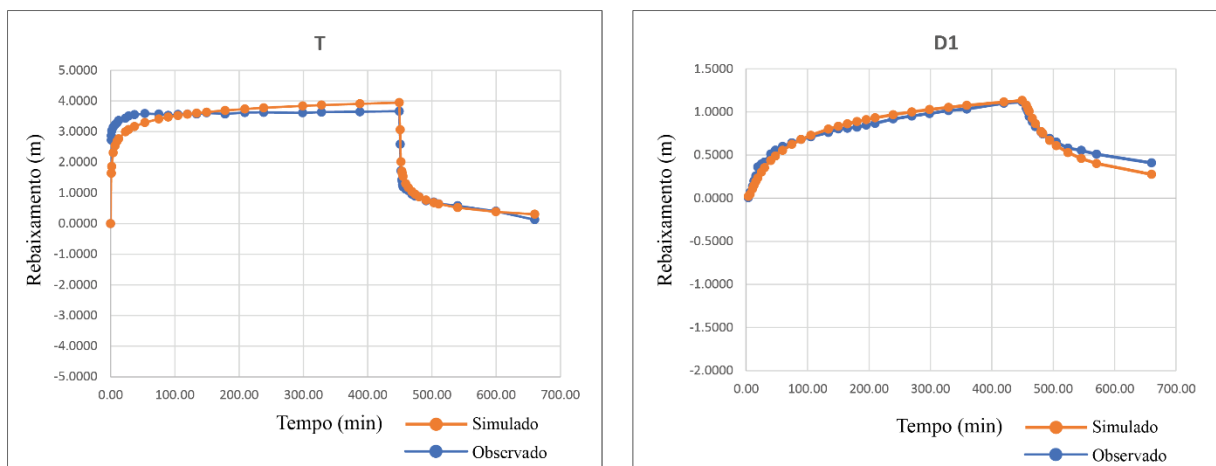 T
5.0000
4.0000
3.0000
2.0000
1.0000
0.0000
-1.0000
-2.0000
-3.0000
-4.0000
-5.0000
Rebaixamento (m)
0.00 100.00 200.00 300.00 400.00 500.00 600.00 700.00
Tempo (min)
Simulado
Observado
D1
1.5000
1.0000
0.5000
0.0000
-0.5000
-1.0000
-1.5000
-2.0000
Rebaixamento (m)
0.00 100.00 200.00 300.00 400.00 500.00 600.00 700.00
Tempo (min)
Simulado
Observado